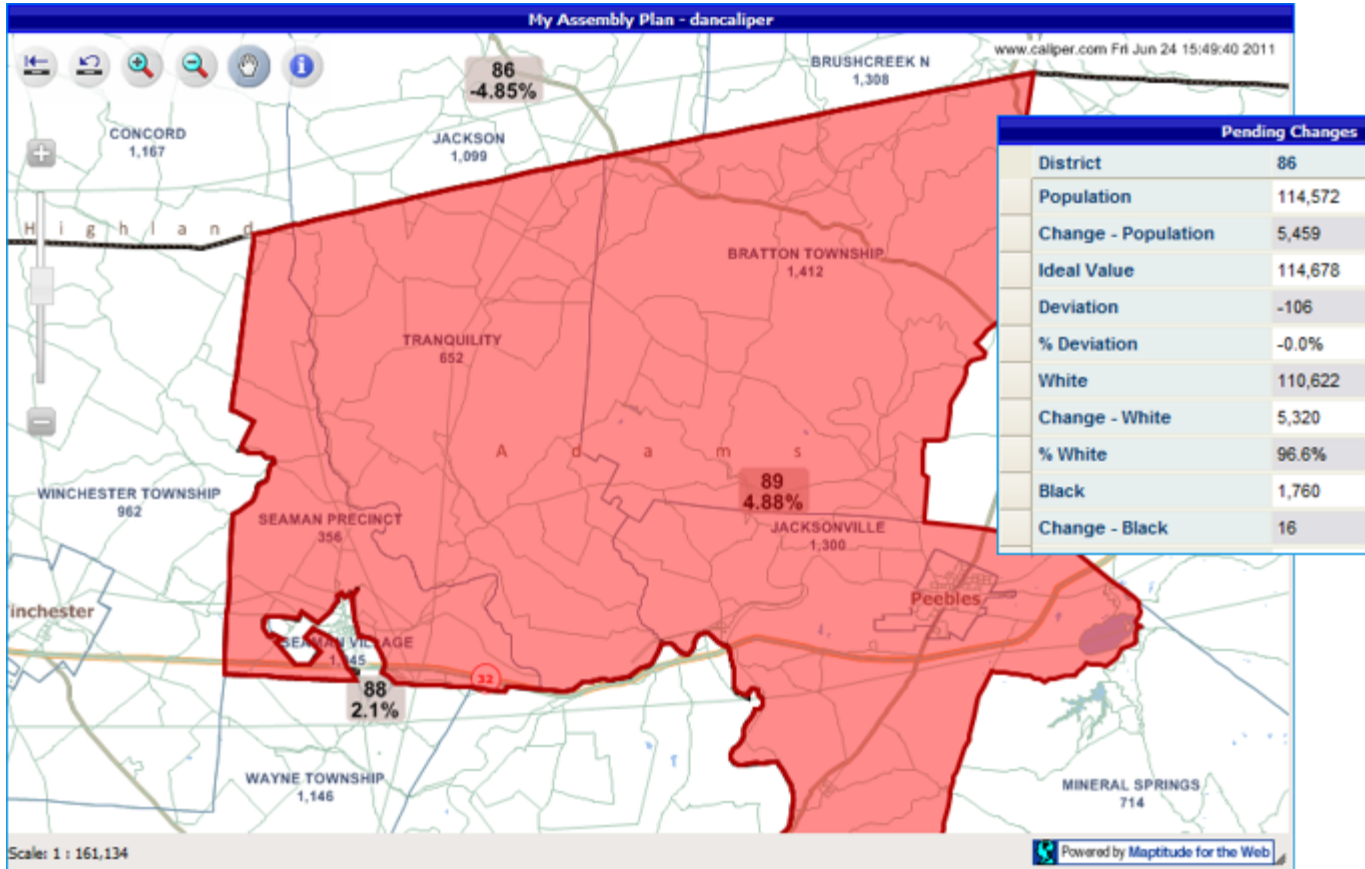 My Assembly Plan - dancaliper
www.caliper.com Fri Jun 24 15:49:40 2011
86
-4.85%
BRUSHCREEK N
1,308
CONCORD
1,167
JACKSON
1,099
Highland
BRATTON TOWNSHIP
1,412
TRANQUILITY
652
Adams
89
4.88%
WINCHESTER TOWNSHIP
962
SEAMAN PRECINCT
356
JACKSONVILLE
1,300
inchester
Peebles
SEAMAN VILLAGE
32
88
2.1%
WAYNE TOWNSHIP
1,146
MINERAL SPRINGS
714
Scale: 1 : 161,134
Powered by Maptitude for the Web
Pending Changes
District 86
Population 114,572
Change - Population 5,459
Ideal Value 114,678
Deviation -106
% Deviation -0.0%
White 110,622
Change - White 5,320
% White 96.6%
Black 1,760
Change - Black 16